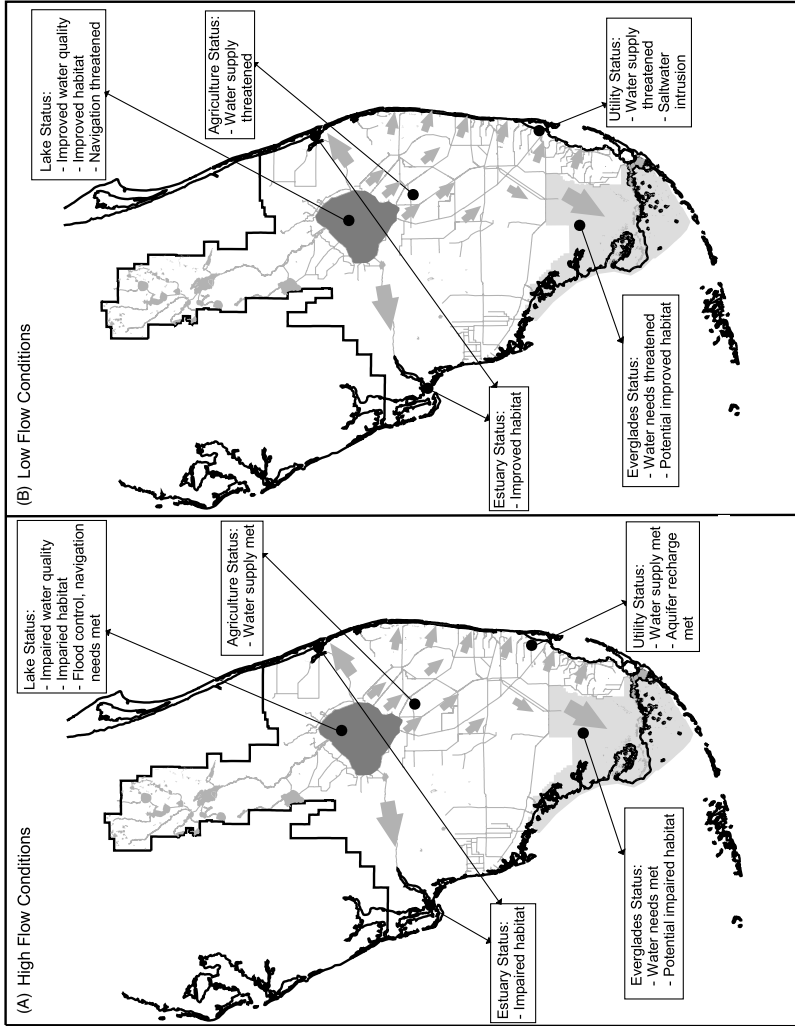 (A) High Flow Conditions
Lake Status:
- Impaired water quality
- Imparied habitat
- Flood control, navigation
needs met
Agriculture Status:
- Water supply met
Utility Status:
- Water supply met
- Aquifer recharge
met
Estuary Status:
- Impaired habitat
Everglades Status:
- Water needs met
- Potential impaired habitat
(B) Low Flow Conditions
Lake Status:
- Improved water quality
- Improved habitat
- Navigation threatened
Agriculture Status:
- Water supply
threatened
Utility Status:
- Water supply
threatened
- Saltwater
intrusion
Estuary Status:
- Improved habitat
Everglades Status:
- Water needs threatened
- Potential improved habitat